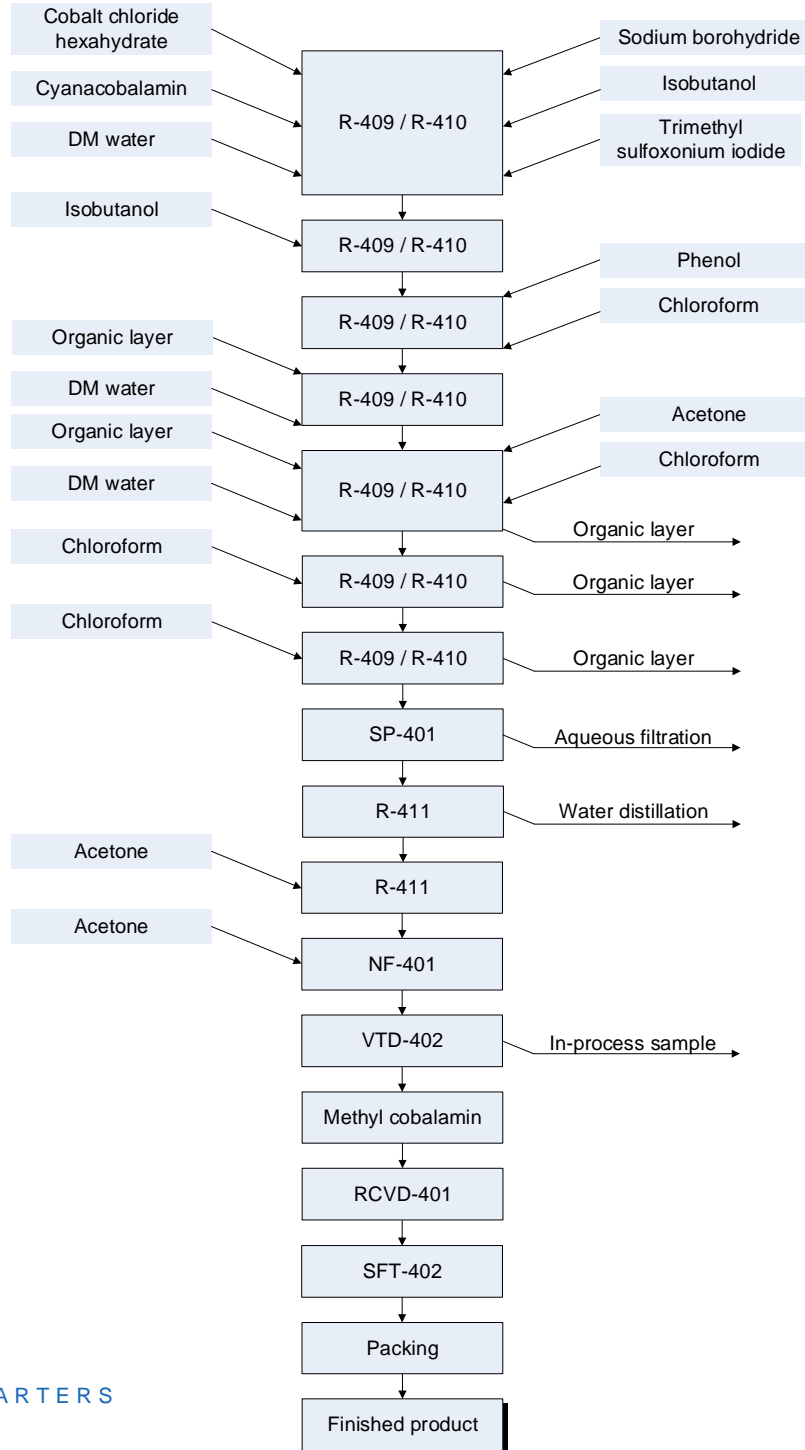 Cobalt chloride
hexahydrate
Sodium borohydride
Cyanacobalamin
R-409 / R-410
Isobutanol
DM water
Trimethyl
sulfoxonium iodide
Isobutanol
R-409 / R-410
Phenol
R-409 / R-410
Chloroform
Organic layer
DM water
R-409 / R-410
Organic layer
Acetone
DM water
R-409 / R-410
Chloroform
Organic layer
Chloroform
R-409 / R-410
Organic layer
Chloroform
R-409 / R-410
Organic layer
SP-401
Aqueous filtration
R-411
Water distillation
Acetone
R-411
Acetone
NF-401
VTD-402
In-process sample
Methyl cobalamin
RCVD-401
SFT-402
Packing
ARTERS
Finished product